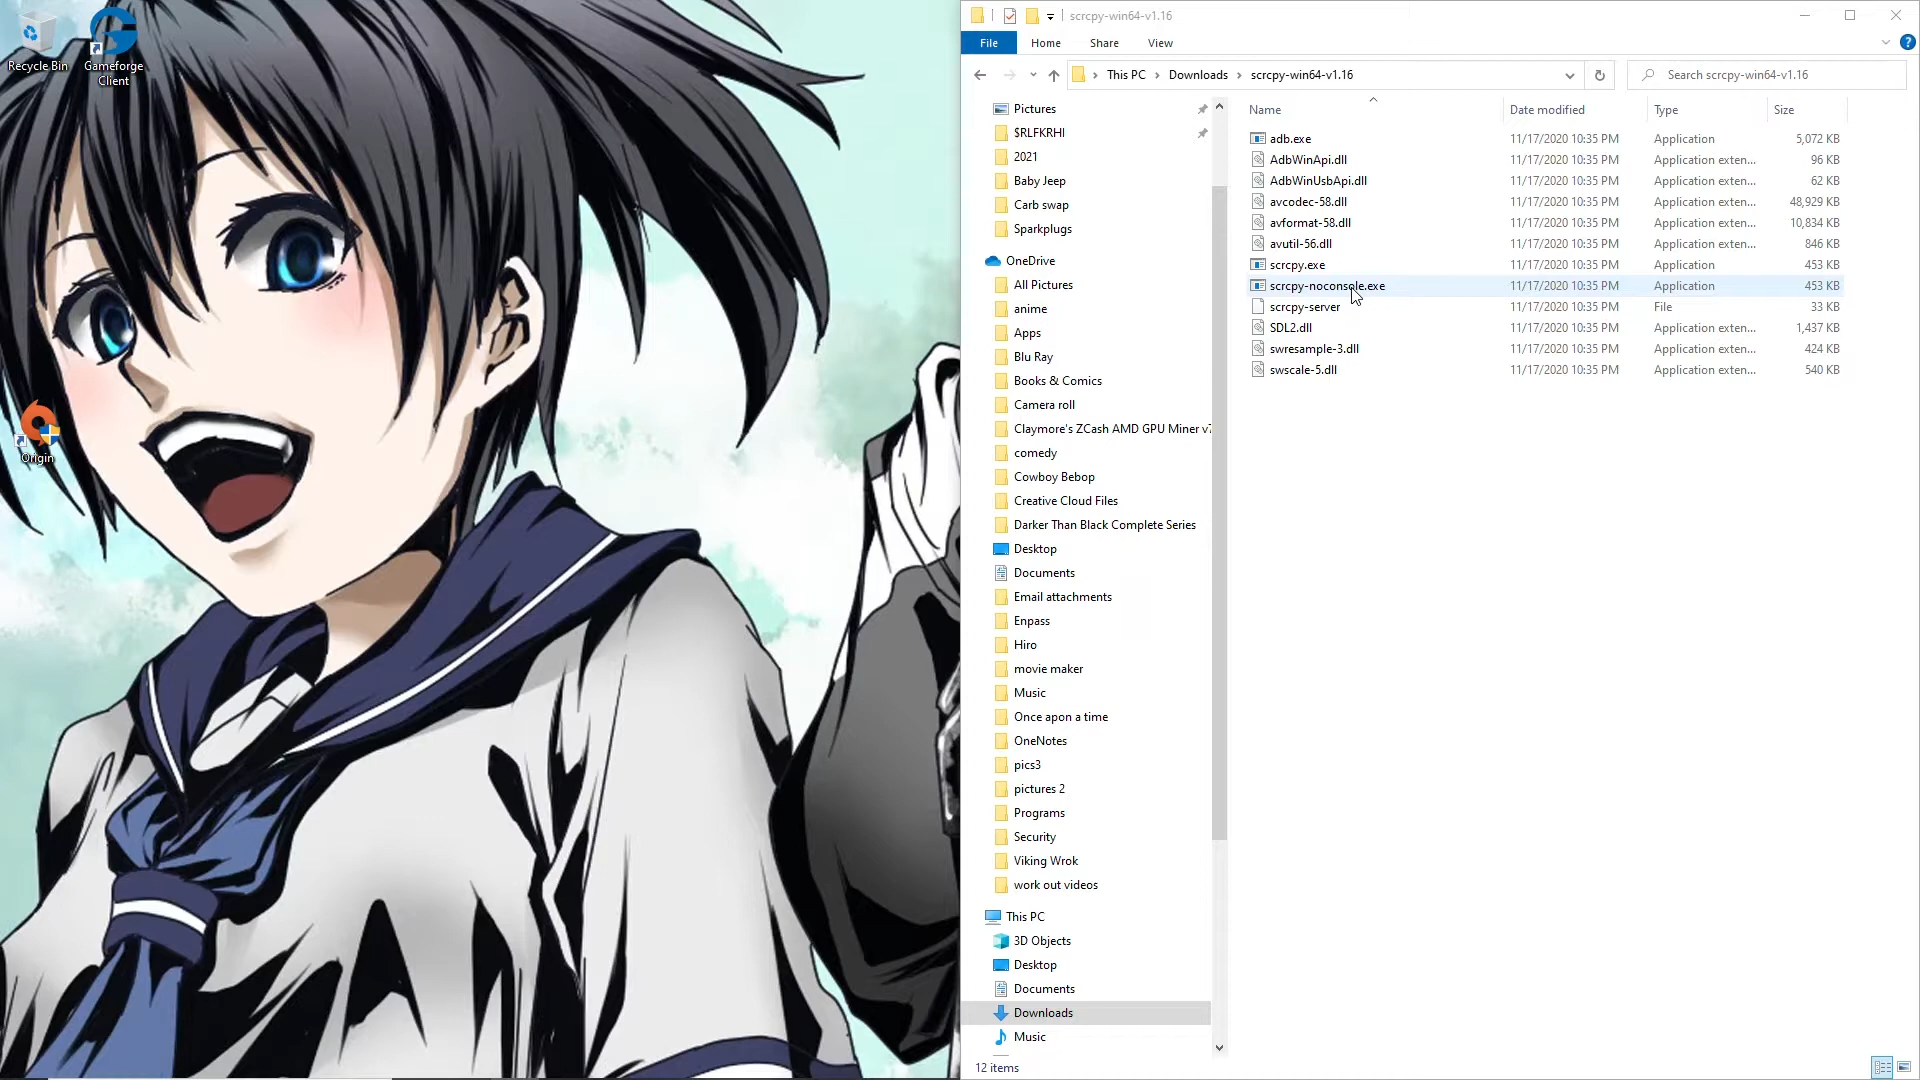 Recycle Bin
Gameforge
Client
Origin
scrcpy-win64-v1.16
File
Home
Share
View
This PC
Downloads
scrcpy-win64-v1.16
Search scrcpy-win64-v1.16
Pictures
$RLFKRHI
2021
Baby Jeep
Carb swap
Sparkplugs
OneDrive
All Pictures
anime
Apps
Blu Ray
Books & Comics
Camera roll
Claymore's ZCash AMD GPU Miner v7
comedy
Cowboy Bebop
Creative Cloud Files
Darker Than Black Complete Series
Desktop
Documents
Email attachments
Enpass
Hiro
movie maker
Music
Once apon a time
OneNotes
pics3
pictures 2
Programs
Security
Viking Wrok
work out videos
This PC
3D Objects
Desktop
Documents
Downloads
Music
Name Date modified Type Size
adb.exe 11/17/2020 10:35 PM Application 5,072 KB
AdbWinApi.dll 11/17/2020 10:35 PM Application exten... 96 KB
AdbWinUsbApi.dll 11/17/2020 10:35 PM Application exten... 62 KB
avcodec-58.dll 11/17/2020 10:35 PM Application exten... 48,929 KB
avformat-58.dll 11/17/2020 10:35 PM Application exten... 10,834 KB
avutil-56.dll 11/17/2020 10:35 PM Application exten... 846 KB
scrcpy.exe 11/17/2020 10:35 PM Application 453 KB
scrcpy-noconsole.exe 11/17/2020 10:35 PM Application 453 KB
scrcpy-server 11/17/2020 10:35 PM File 33 KB
SDL2.dll 11/17/2020 10:35 PM Application exten... 1,437 KB
swresample-3.dll 11/17/2020 10:35 PM Application exten... 424 KB
swscale-5.dll 11/17/2020 10:35 PM Application exten... 540 KB
12 items